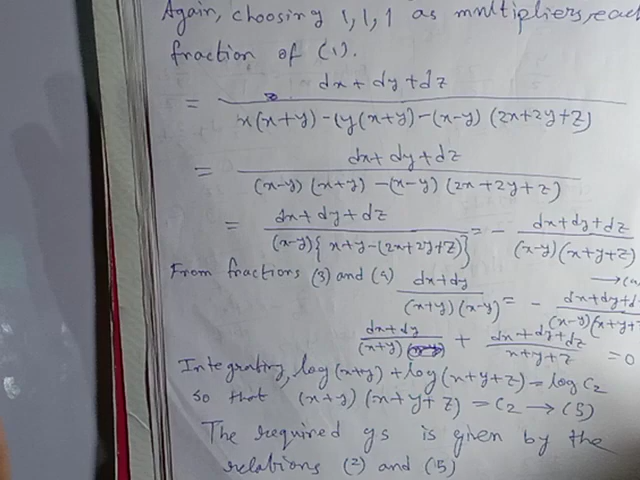 Again, choosing 1, 1, 1 as multipliers, each
fraction of (1).
= dx + dy + dz / x(x+y) - (y(x+y) - (x-y) (2x+2y+z)
= dx + dy + dz / (x-y) (x+y) - (x-y) (2x+2y+z)
= dx + dy + dz / (x-y){x+y-(2x+2y+z)} = - dx+dy+dz / (x-y)(x+y+z)
From fractions (3) and (4) dx+dy / (x+y)(x-y) = - dx+dy+d / (x-y)(x+y+
dx+dy / (x+y) + dx+dy+dz / x+y+z = 0
Integrating, log(x+y) + log(x+y+z) = log C2
so that (x+y) (x+y+z) = C2 → (5)
The required gs is given by the
relations (2) and (5)